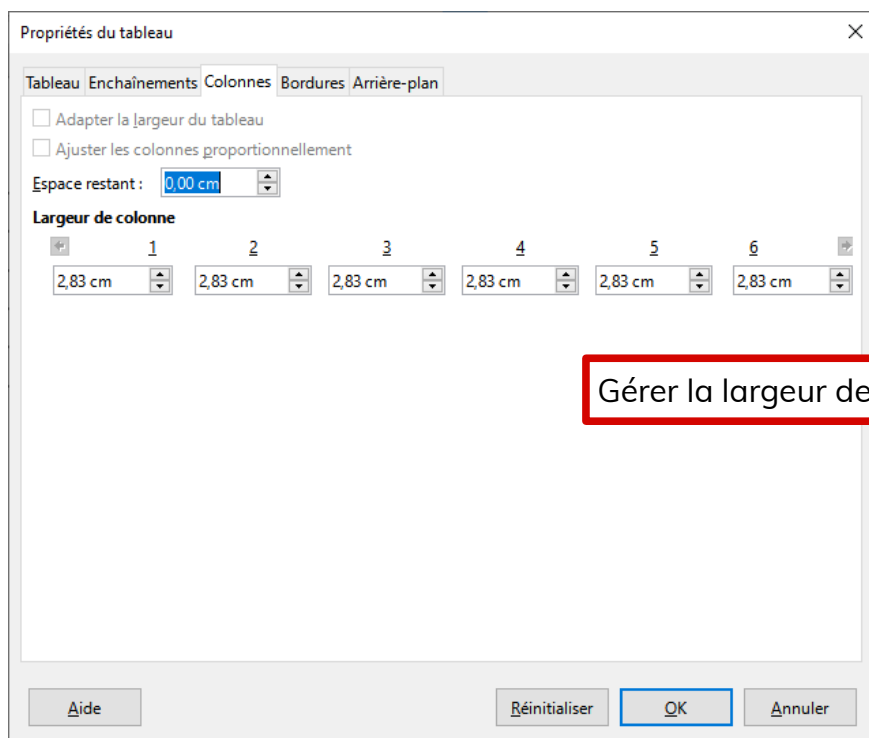 Propriétés du tableau
Tableau Enchaînements Colonnes Bordures Arrière-plan
Adapter la largeur du tableau
Ajuster les colonnes proportionnellement
Espace restant : 0,00 cm
Largeur de colonne
1 2 3 4 5 6
2,83 cm 2,83 cm 2,83 cm 2,83 cm 2,83 cm 2,83 cm
Gérer la largeur de
Aide Réinitialiser OK Annuler